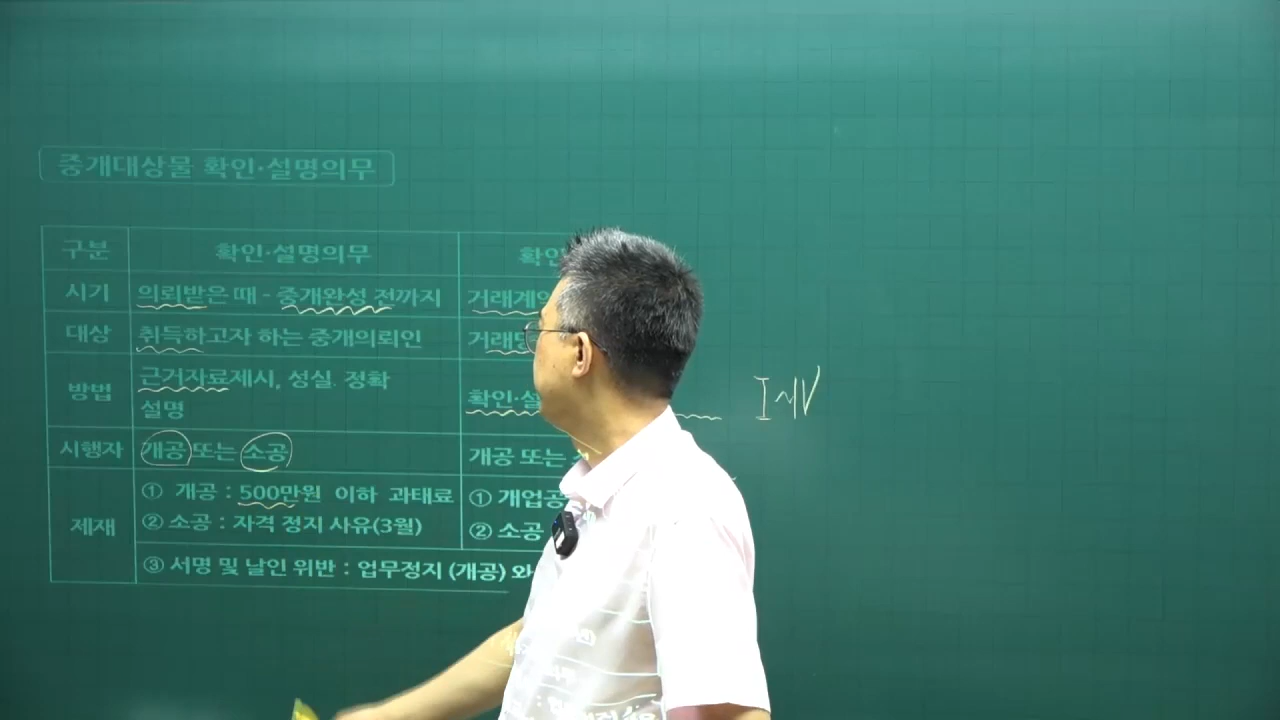 중개대상물 확인·설명의무
구분 확인·설명의무 확인
시기 의뢰받은 때 - 중개완성 전까지 거래계약
대상 취득하고자 하는 중개의뢰인
방법 근거자료제시, 성실. 정확
설명
시행자 개공 또는 소공 개공 또는
제재 ① 개공 : 500만원 이하 과태료 ① 개업공
② 소공 : 자격 정지 사유(3월) ② 소공
③ 서명 및 날인 위반 : 업무정지 (개공) 와